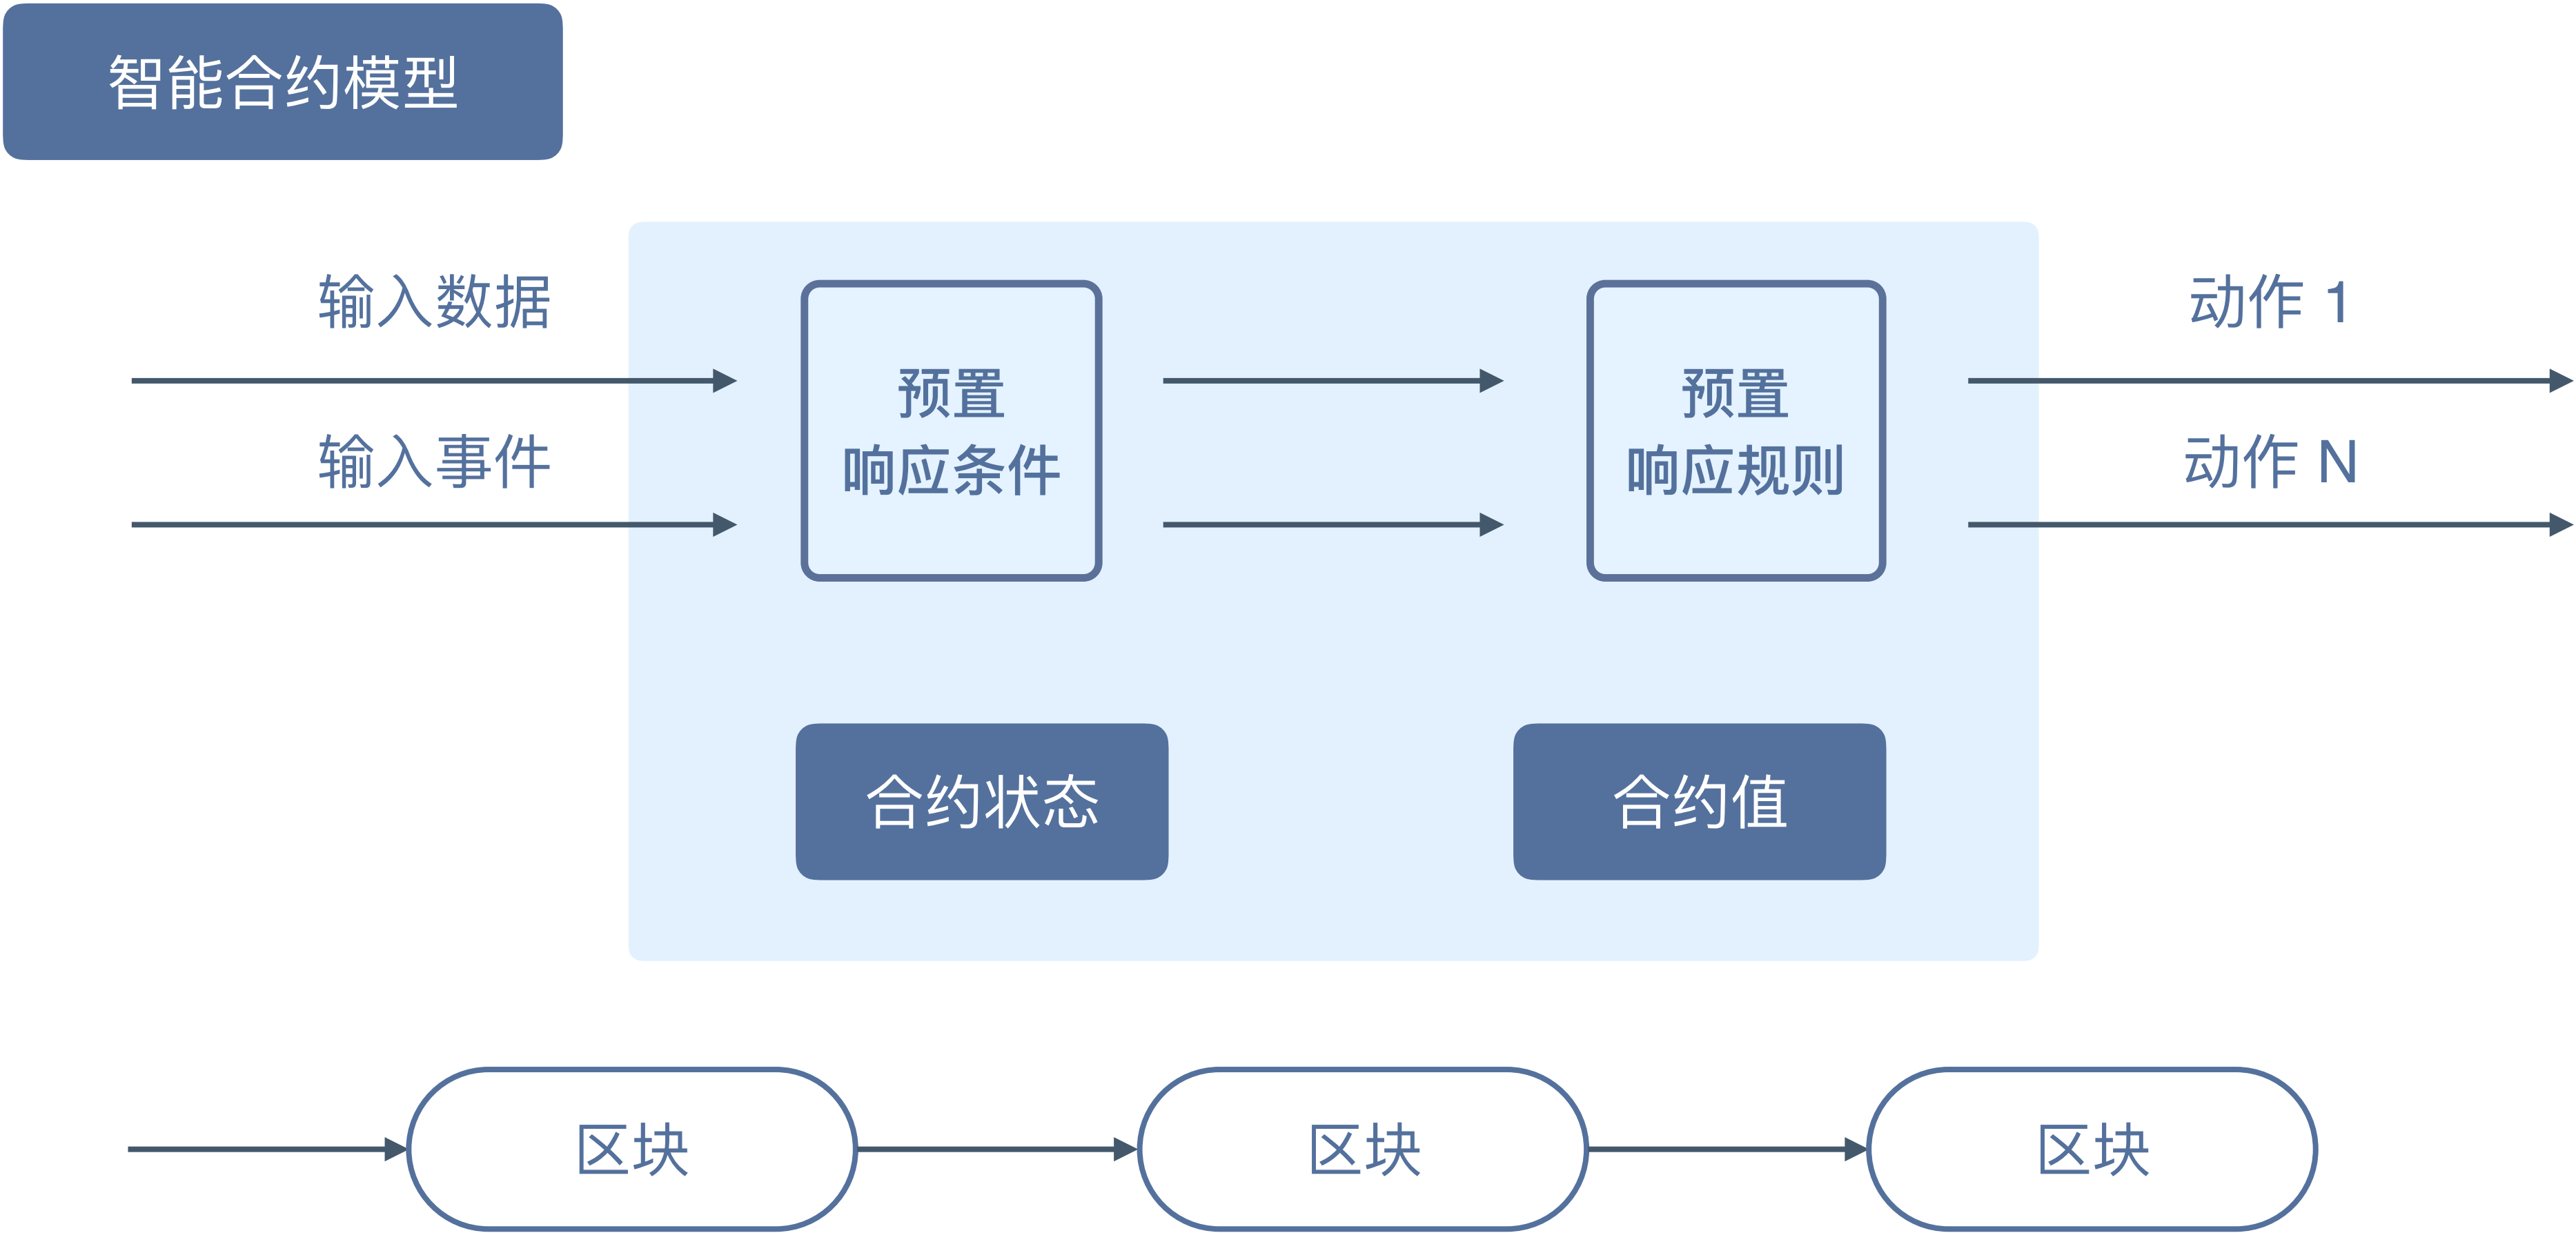 智能合约模型
输入数据
输入事件
预置
响应条件
预置
响应规则
动作 1
动作 N
合约状态
合约值
区块
区块
区块